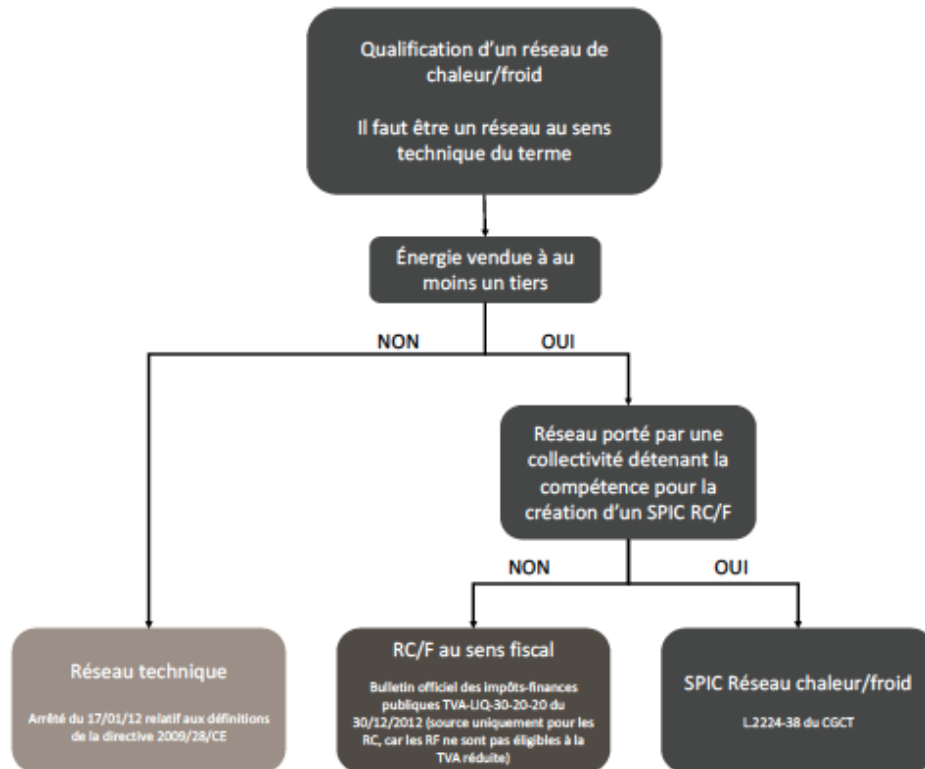 Qualification d'un réseau de
chaleur/froid
Il faut être un réseau au sens
technique du terme
Énergie vendue à au
moins un tiers
NON
OUI
Réseau porté par une
collectivité détenant la
compétence pour la
création d'un SPIC RC/F
NON
OUI
Réseau technique
Arrêté du 17/01/12 relatif aux définitions
de la directive 2009/28/CE
RC/F au sens fiscal
Bulletin officiel des impôts-finances
publiques TVA-LIQ-30-20-20 du
30/12/2012 (source uniquement pour les
RC, car les RF ne sont pas éligibles à la
TVA réduite)
SPIC Réseau chaleur/froid
L.2224-38 du CGCT